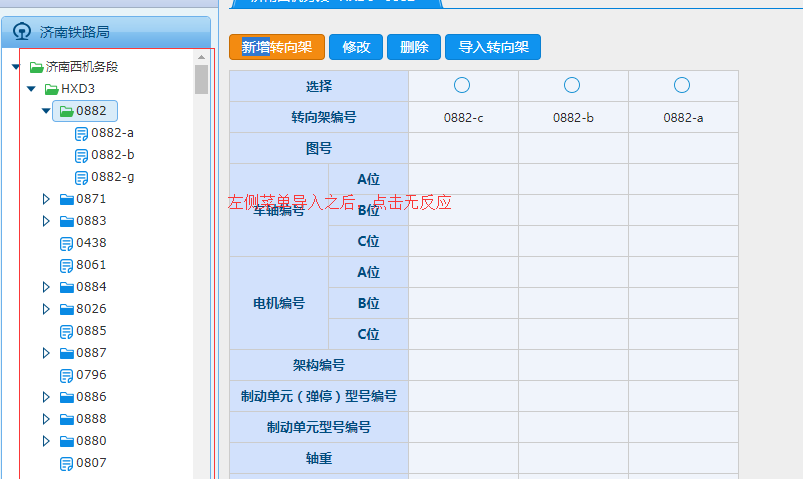 济南铁路局
济南西机务段
HXD3
0882
0882-a
0882-b
0882-g
0871
0883
0438
8061
0884
8026
0885
0887
0796
0886
0888
0880
0807
新增转向架 修改 删除 导入转向架
选择
转向架编号 0882-c 0882-b 0882-a
图号
车轴编号 A位
B位
C位
左侧菜单导入之后，点击无反应
电机编号 A位
B位
C位
架构编号
制动单元（弹停）型号编号
制动单元型号编号
轴重